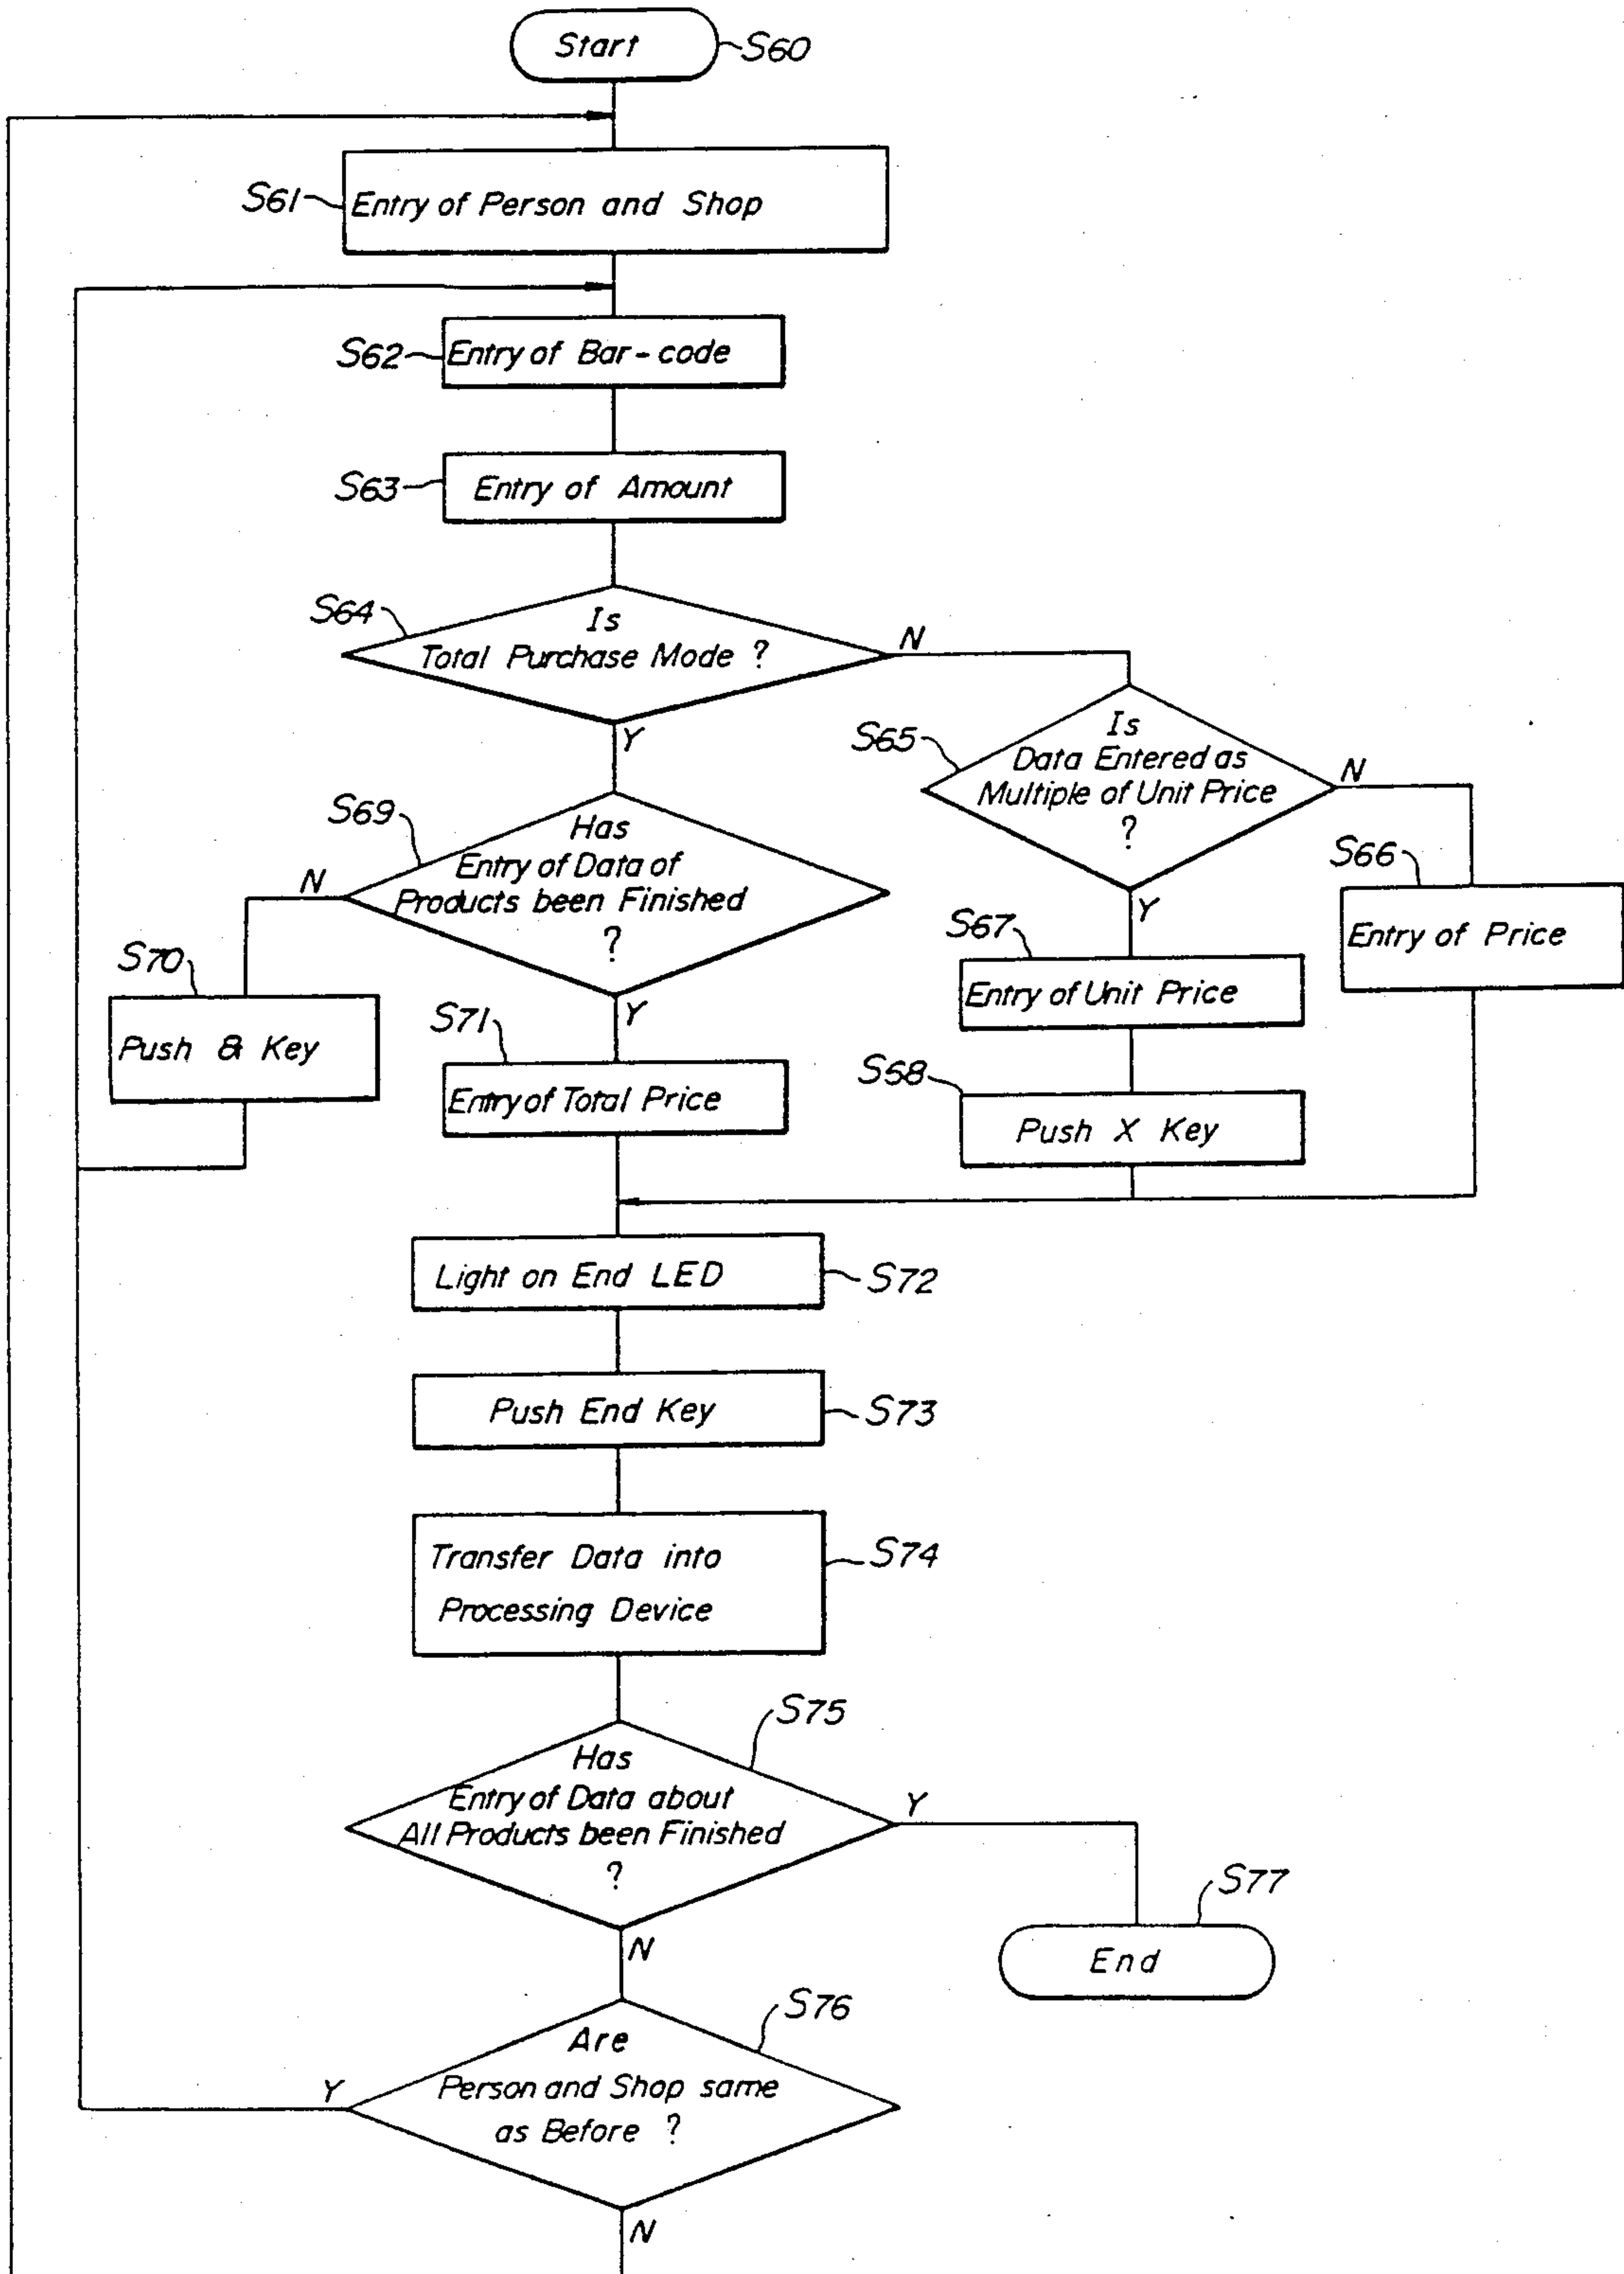 Start
S60
S61
Entry of Person and Shop
S62
Entry of Bar-code
S63
Entry of Amount
S64
Is
Total Purchase Mode ?
N
Y
S65
Is
Data Entered as
Multiple of Unit Price
?
N
Y
S66
Entry of Price
S67
Entry of Unit Price
S68
Push X Key
S69
Has
Entry of Data of
Products been Finished
?
N
Y
S70
Push & Key
S71
Entry of Total Price
Light on End LED
S72
Push End Key
S73
Transfer Data into
Processing Device
S74
S75
Has
Entry of Data about
All Products been Finished
?
Y
N
S77
End
S76
Are
Person and Shop same
as Before ?
Y
N